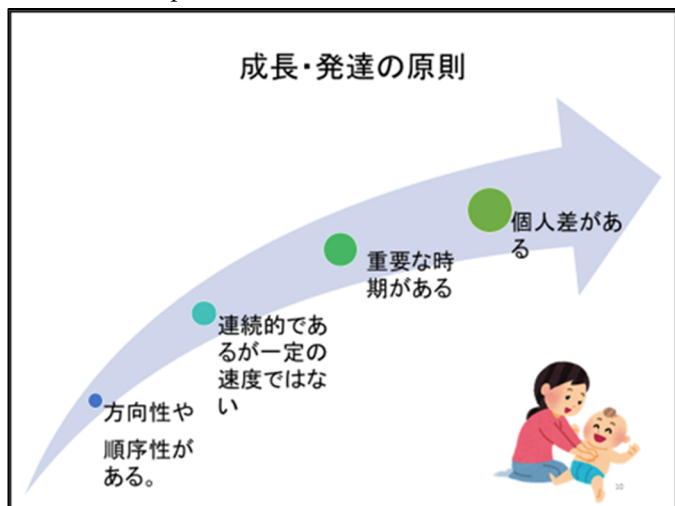 成長・発達の原則
方向性や
順序性が
ある。
連続的であ
るが一定の
速度ではな
い
重要な時
期がある
個人差があ
る
10